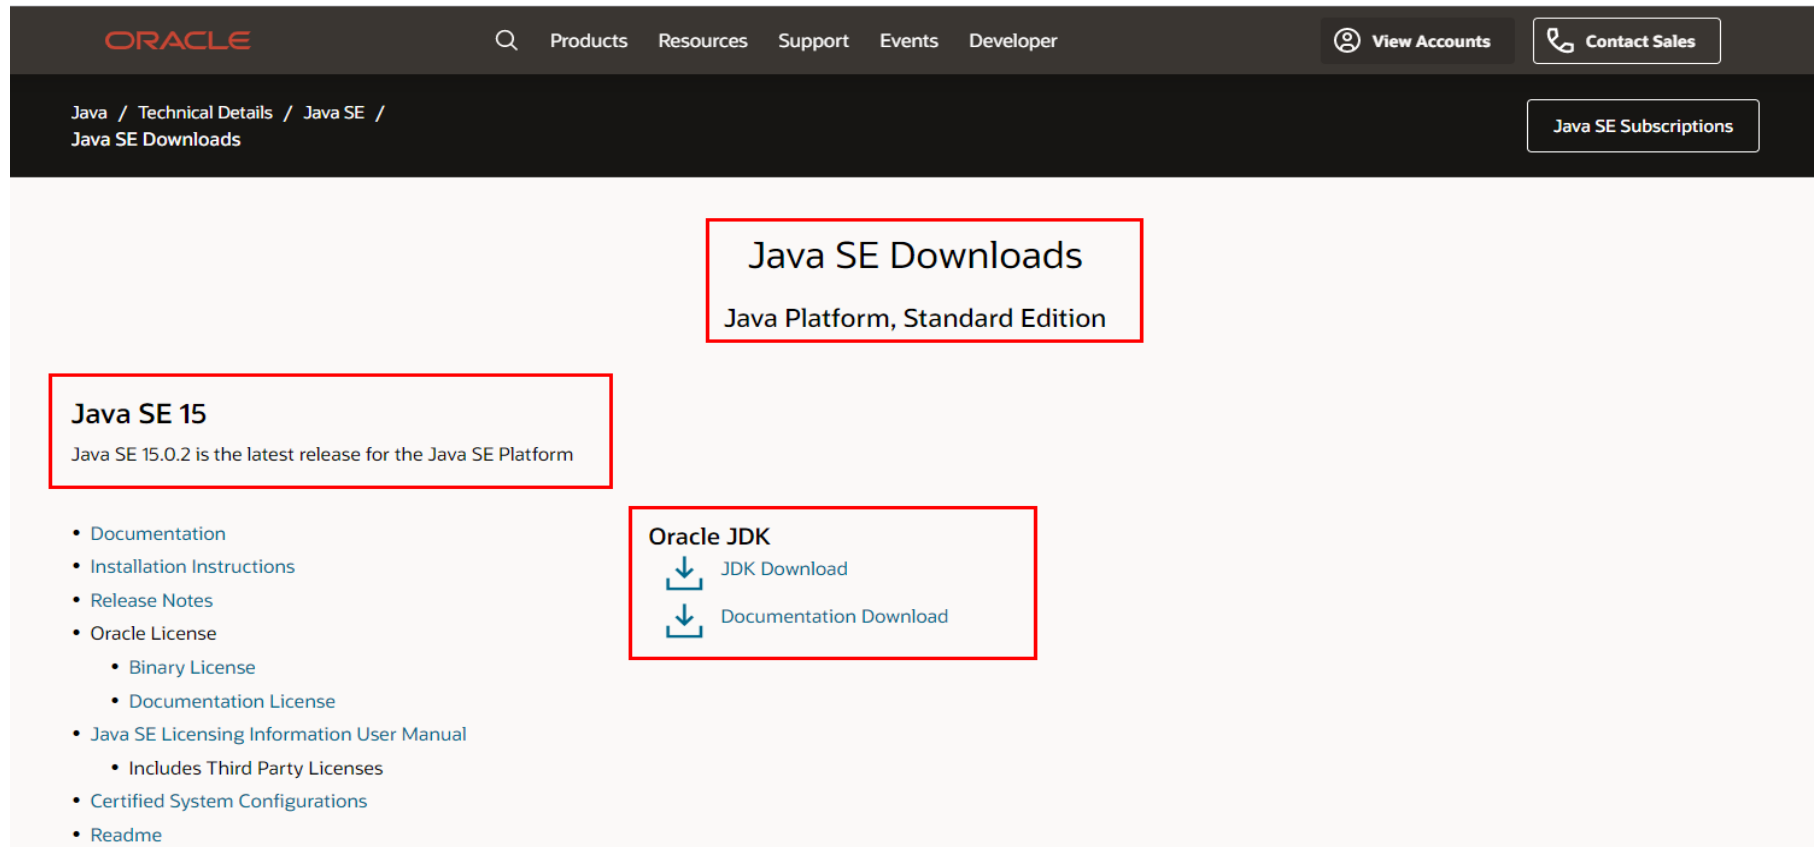 ORACLE
Products Resources Support Events Developer
View Accounts
Contact Sales
Java / Technical Details / Java SE /
Java SE Downloads
Java SE Subscriptions
Java SE Downloads
Java Platform, Standard Edition
Java SE 15
Java SE 15.0.2 is the latest release for the Java SE Platform
• Documentation
• Installation Instructions
• Release Notes
• Oracle License
• Binary License
• Documentation License
• Java SE Licensing Information User Manual
• Includes Third Party Licenses
• Certified System Configurations
• Readme
Oracle JDK
JDK Download
Documentation Download